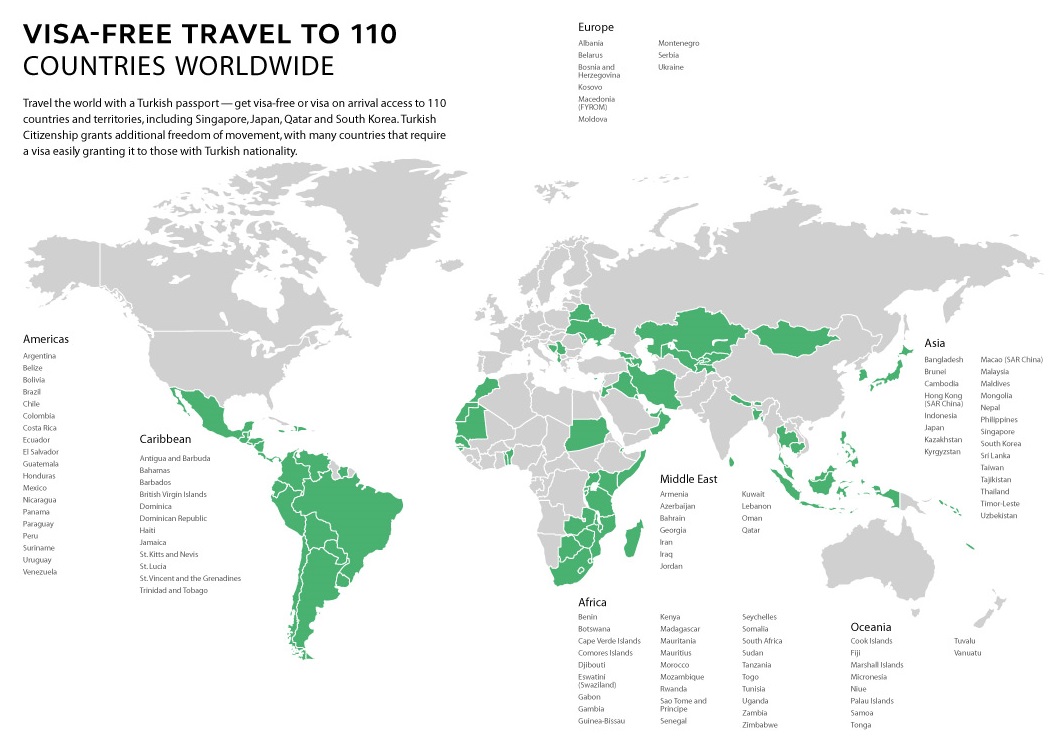 VISA-FREE TRAVEL TO 110
COUNTRIES WORLDWIDE
Travel the world with a Turkish passport — get visa-free or visa on arrival access to 110
countries and territories, including Singapore, Japan, Qatar and South Korea. Turkish
Citizenship grants additional freedom of movement, with many countries that require
a visa easily granting it to those with Turkish nationality.
Europe
Albania
Belarus
Bosnia and
Herzegovina
Kosovo
Macedonia
(FYROM)
Moldova
Montenegro
Serbia
Ukraine
Americas
Argentina
Belize
Bolivia
Brazil
Chile
Colombia
Costa Rica
Ecuador
El Salvador
Guatemala
Honduras
Mexico
Nicaragua
Panama
Paraguay
Peru
Suriname
Uruguay
Venezuela
Caribbean
Antigua and Barbuda
Bahamas
Barbados
British Virgin Islands
Dominica
Dominican Republic
Haiti
Jamaica
St. Kitts and Nevis
St. Lucia
St. Vincent and the Grenadines
Trinidad and Tobago
Asia
Bangladesh
Brunei
Cambodia
Hong Kong
(SAR China)
Indonesia
Japan
Kazakhstan
Kyrgyzstan
Macao (SAR China)
Malaysia
Maldives
Mongolia
Nepal
Philippines
Singapore
South Korea
Sri Lanka
Taiwan
Tajikistan
Thailand
Timor-Leste
Uzbekistan
Middle East
Armenia
Azerbaijan
Bahrain
Georgia
Iran
Iraq
Jordan
Kuwait
Lebanon
Oman
Qatar
Africa
Benin
Botswana
Cape Verde Islands
Comores Islands
Djibouti
Eswatini
(Swaziland)
Gabon
Gambia
Guinea-Bissau
Kenya
Madagascar
Mauritania
Mauritius
Morocco
Mozambique
Rwanda
Sao Tome and
Principe
Senegal
Seychelles
Somalia
South Africa
Sudan
Tanzania
Togo
Tunisia
Uganda
Zambia
Zimbabwe
Oceania
Cook Islands
Fiji
Marshall Islands
Micronesia
Niue
Palau Islands
Samoa
Tonga
Tuvalu
Vanuatu